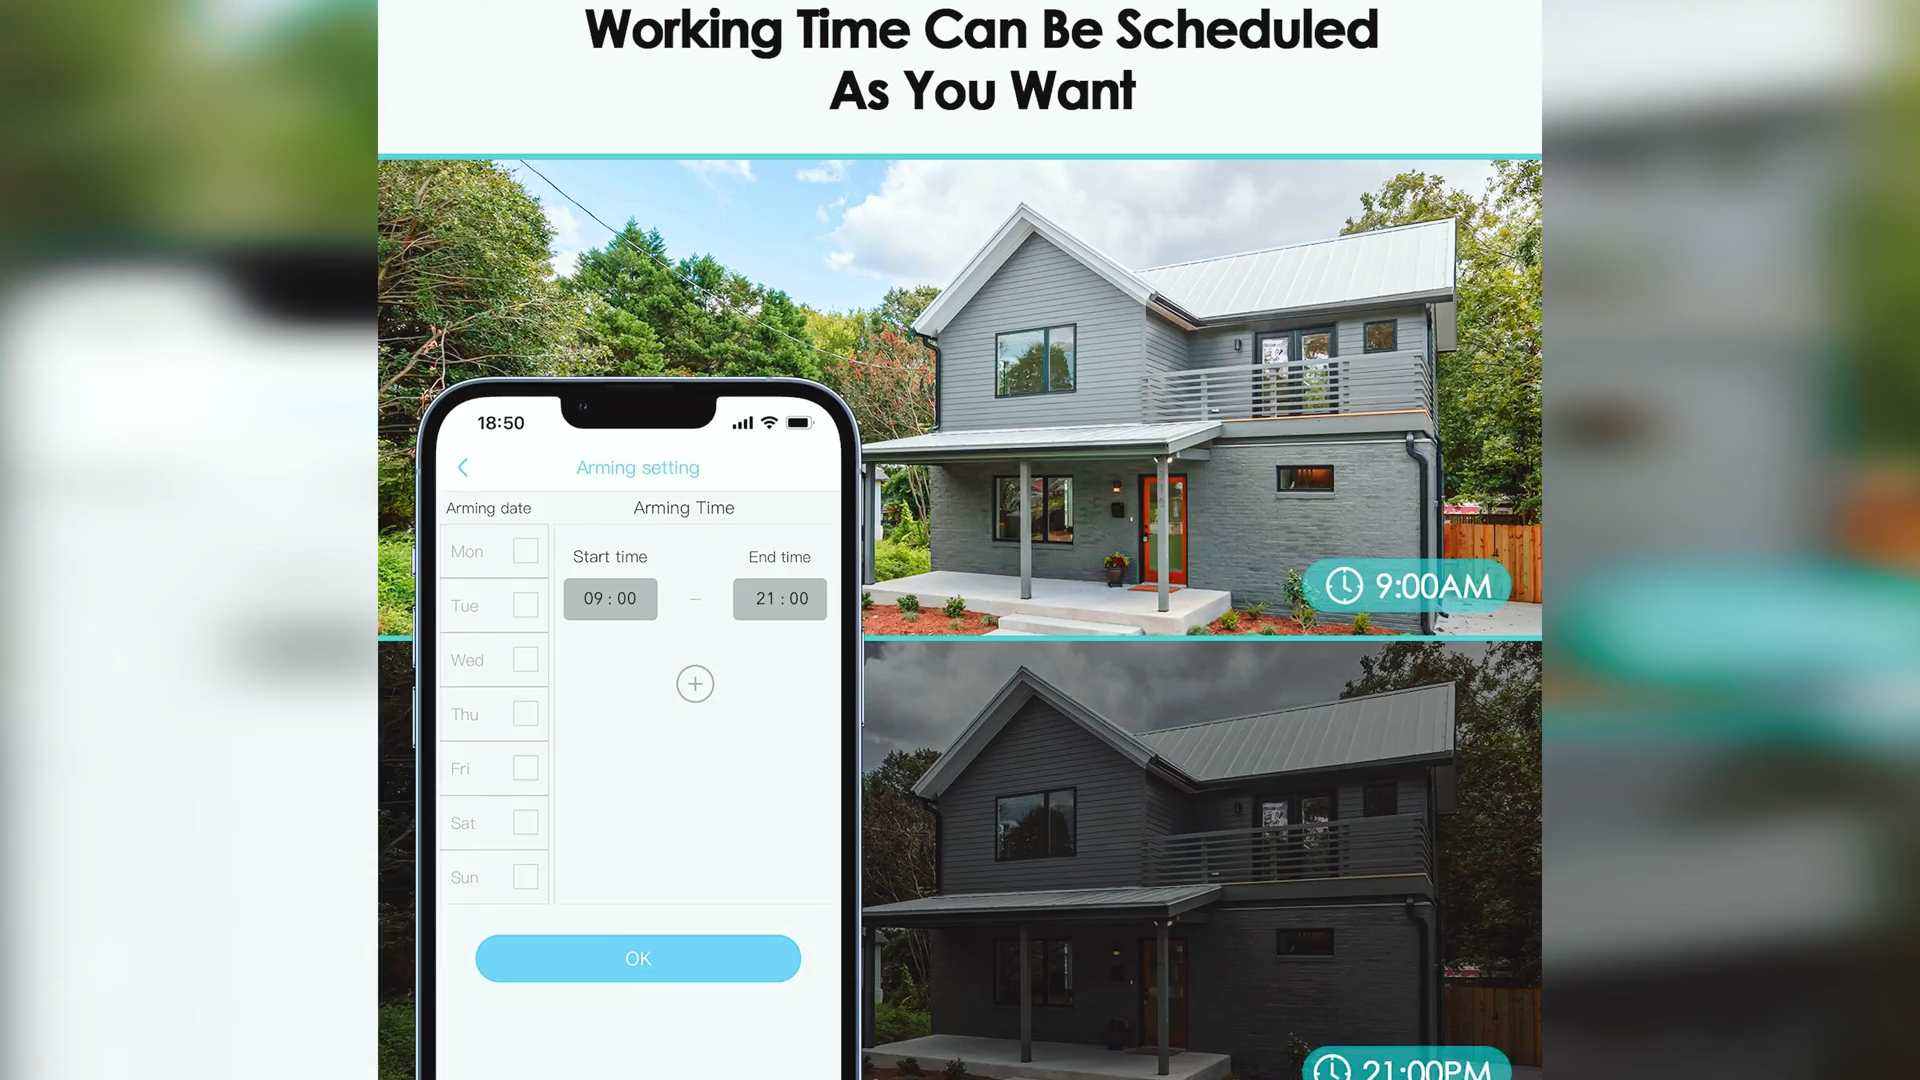 Working Time Can Be Scheduled
As You Want
18:50
Arming setting
Arming date
Arming Time
Mon
Start time
End time
09 : 00
–
21 : 00
Tue
Wed
Thu
Fri
Sat
Sun
OK
9:00AM
21:00PM